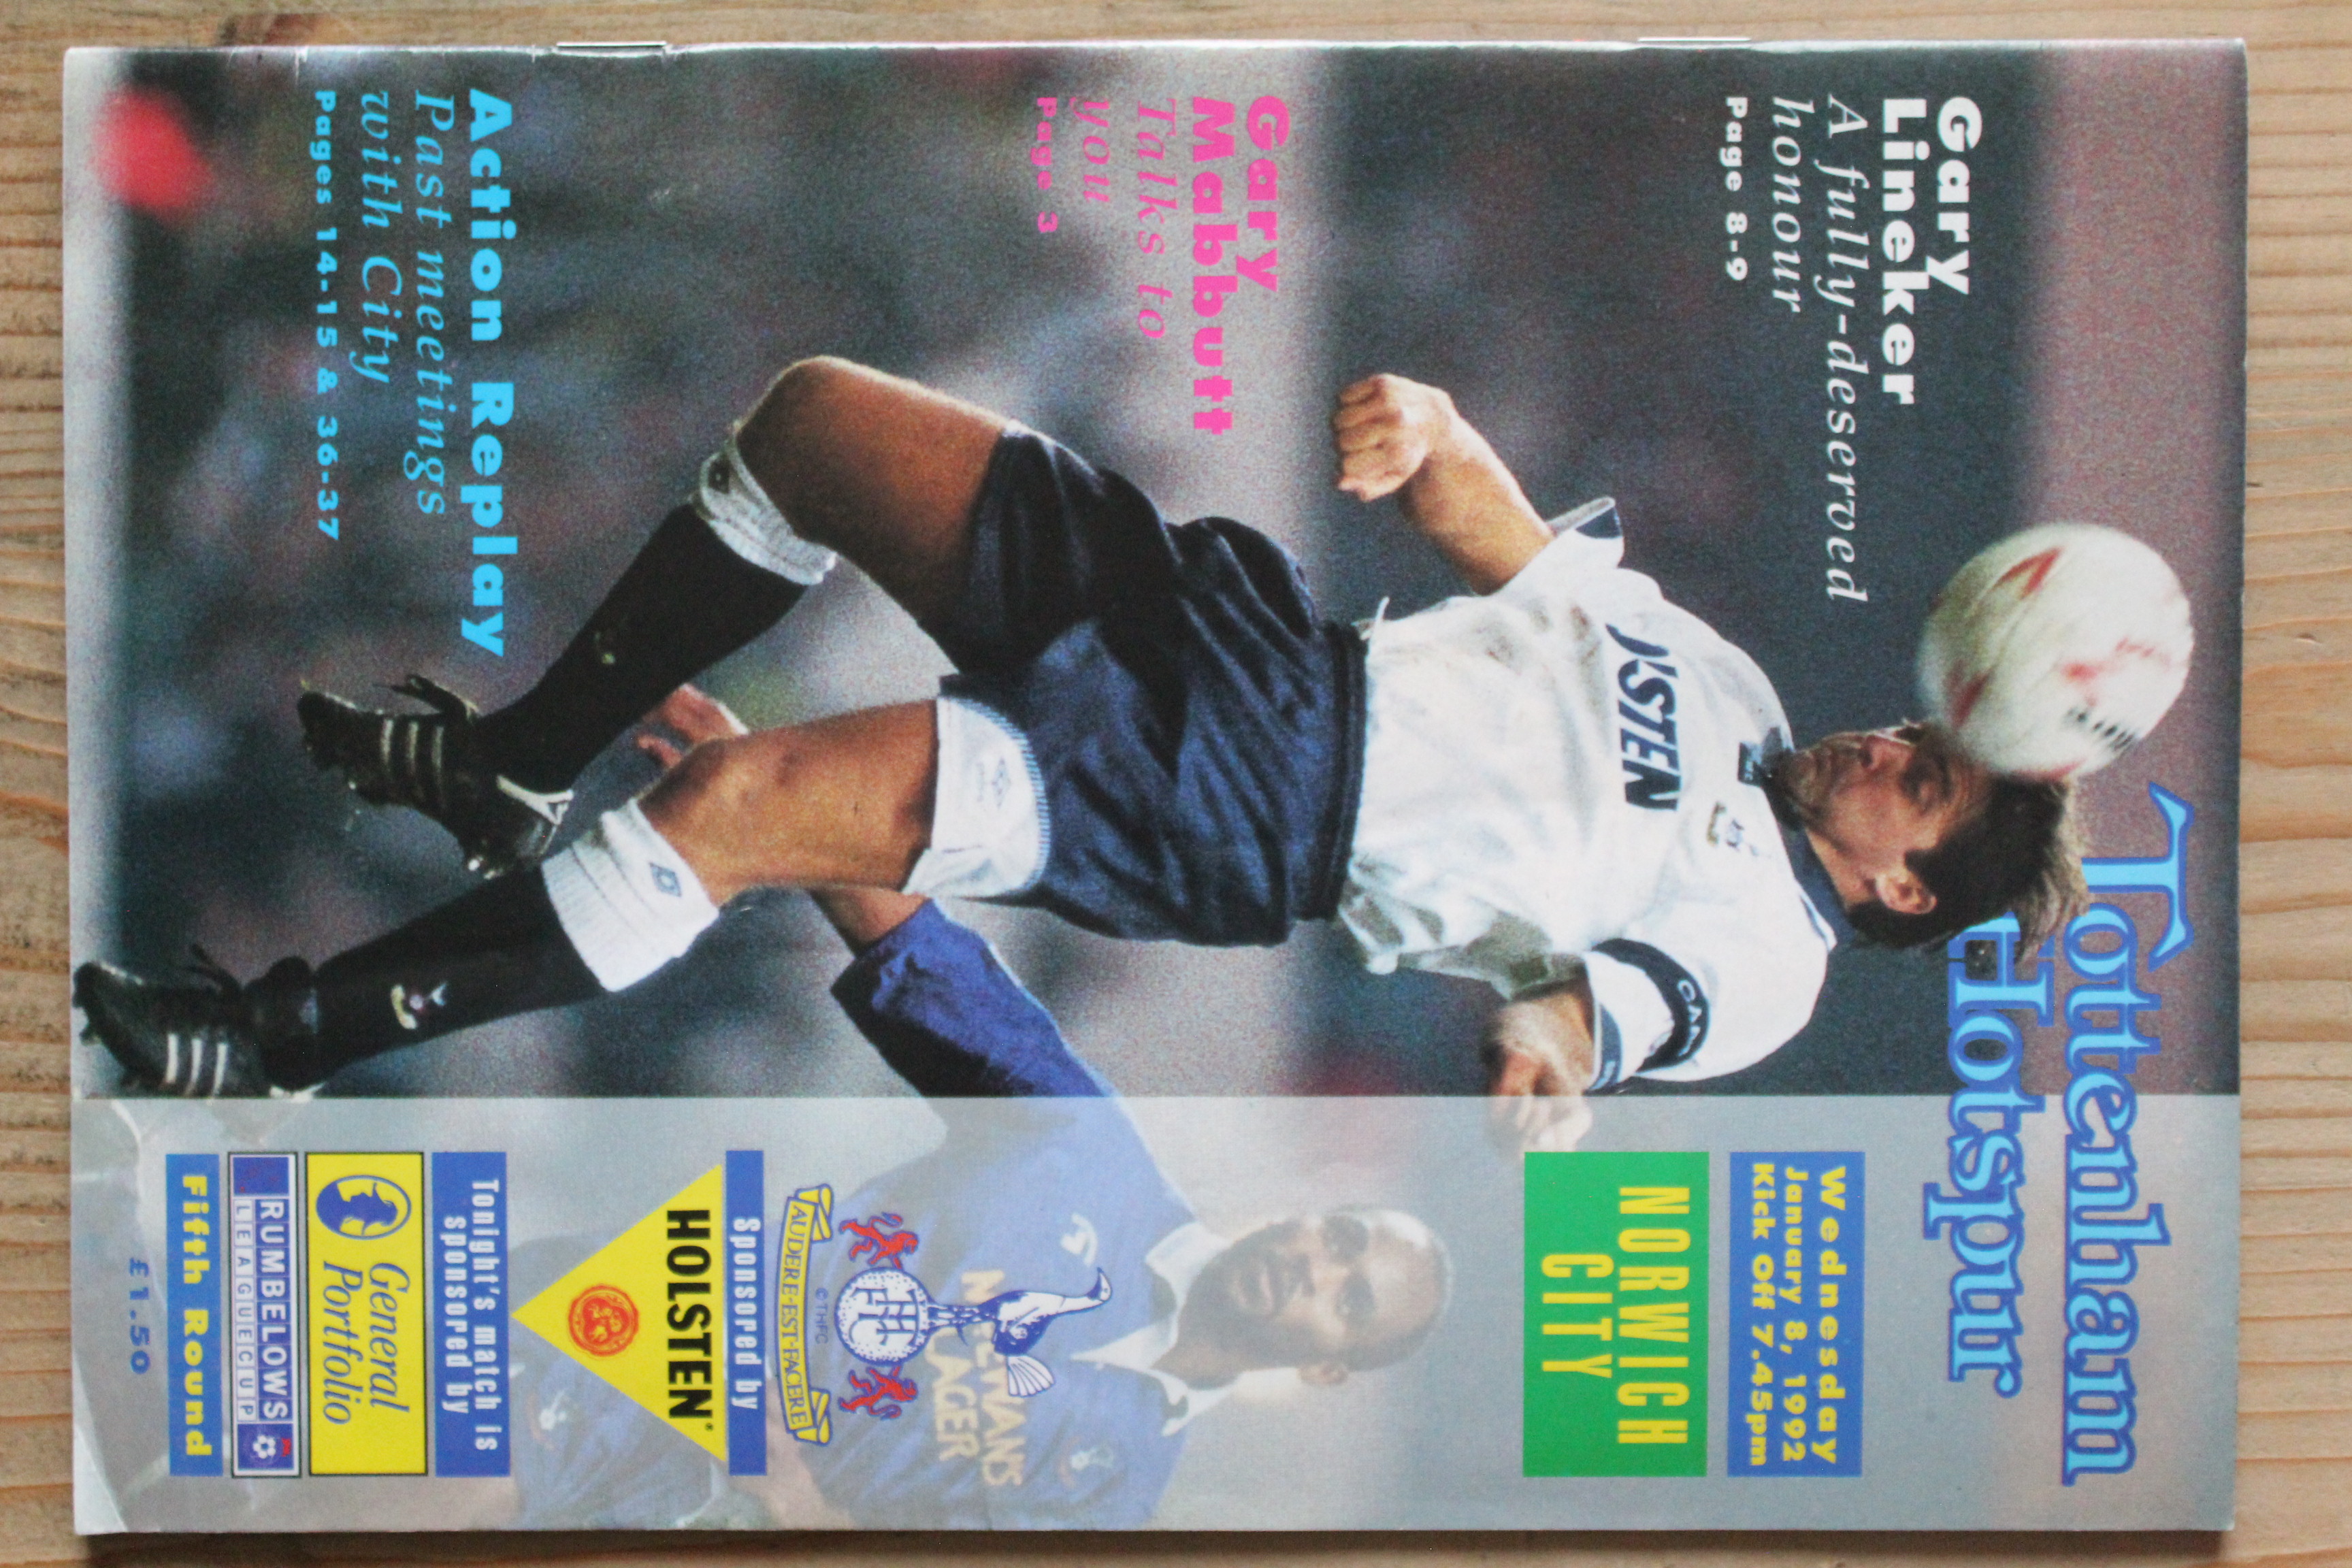 Tottenham
Hotspur
Gary
Lineker
A fully-deserved
honour
Page 8-9
Wednesday
January 8, 1992
Kick Off 7.45pm
NORWICH
CITY
Gary
Mabbutt
Talks to
you
Page 3
THFC
©THFC
AUDERE·EST·FACERE
LAGER
Sponsored by
HOLSTEN
Action Replay
Past meetings
with City
Pages 14-15 & 36-37
Tonight's match is
sponsored by
General
Portfolio
RUMBELOWS
LEAGUE CUP
Fifth Round
£1.50